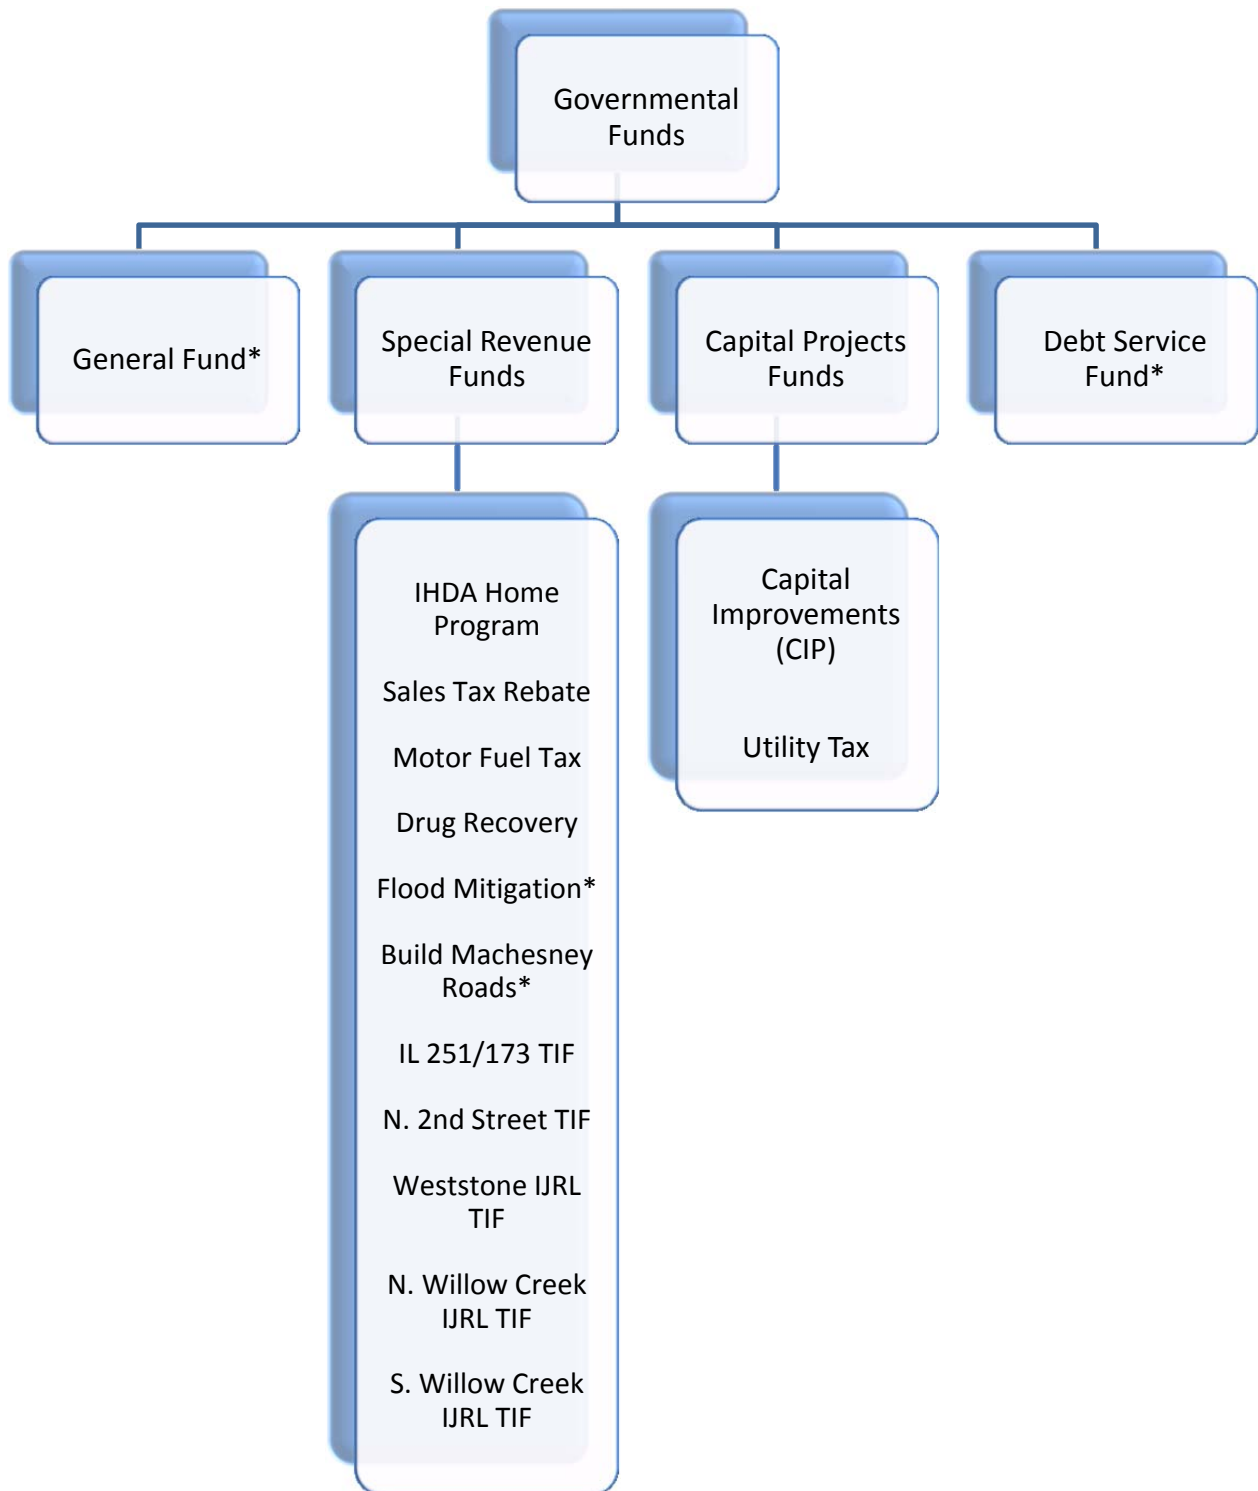 Governmental
Funds
General Fund*
Special Revenue
Funds
Capital Projects
Funds
Debt Service
Fund*
IHDA Home
Program
Sales Tax Rebate
Motor Fuel Tax
Drug Recovery
Flood Mitigation*
Build Machesney
Roads*
IL 251/173 TIF
N. 2nd Street TIF
Weststone IJRL
TIF
N. Willow Creek
IJRL TIF
S. Willow Creek
IJRL TIF
Capital
Improvements
(CIP)
Utility Tax